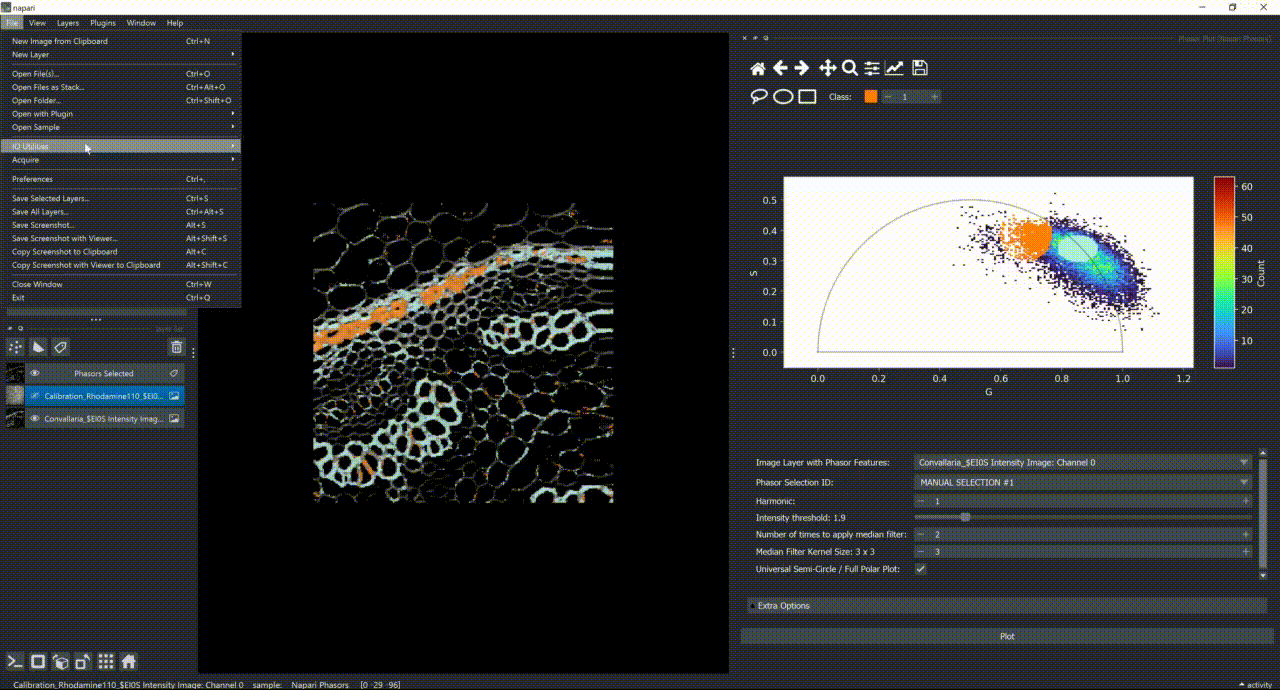 napari
File View Layers Plugins Window Help
New Image from Clipboard Ctrl+N
New Layer
Open File(s)... Ctrl+O
Open Files as Stack... Ctrl+Alt+O
Open Folder... Ctrl+Shift+O
Open with Plugin
Open Sample
IO Utilities
Acquire
Preferences Ctrl+,
Save Selected Layers... Ctrl+S
Save All Layers... Ctrl+Alt+S
Save Screenshot... Alt+S
Save Screenshot with Viewer... Alt+Shift+S
Copy Screenshot to Clipboard Alt+C
Copy Screenshot with Viewer to Clipboard Alt+Shift+C
Close Window Ctrl+W
Exit Ctrl+Q
layer list
Phasors Selected
Calibration_Rhodamine110_$EI0...
Convallaria_$EI0S Intensity Imag...
Phasor Plot (Napari Phasors)
Class: 1
0.5
0.4
0.3
0.2
0.1
0.0
S
0.0 0.2 0.4 0.6 0.8 1.0 1.2
G
60
50
40
30
20
10
Count
Image Layer with Phasor Features: Convallaria_$EI0S Intensity Image: Channel 0
Phasor Selection ID: MANUAL SELECTION #1
Harmonic: 1
Intensity threshold: 1.9
Number of times to apply median filter: 2
Median Filter Kernel Size: 3 x 3 3
Universal Semi-Circle / Full Polar Plot:
Extra Options
Plot
Calibration_Rhodamine110_$EI0S Intensity Image: Channel 0 sample: Napari Phasors [0 -29 -96]
activity